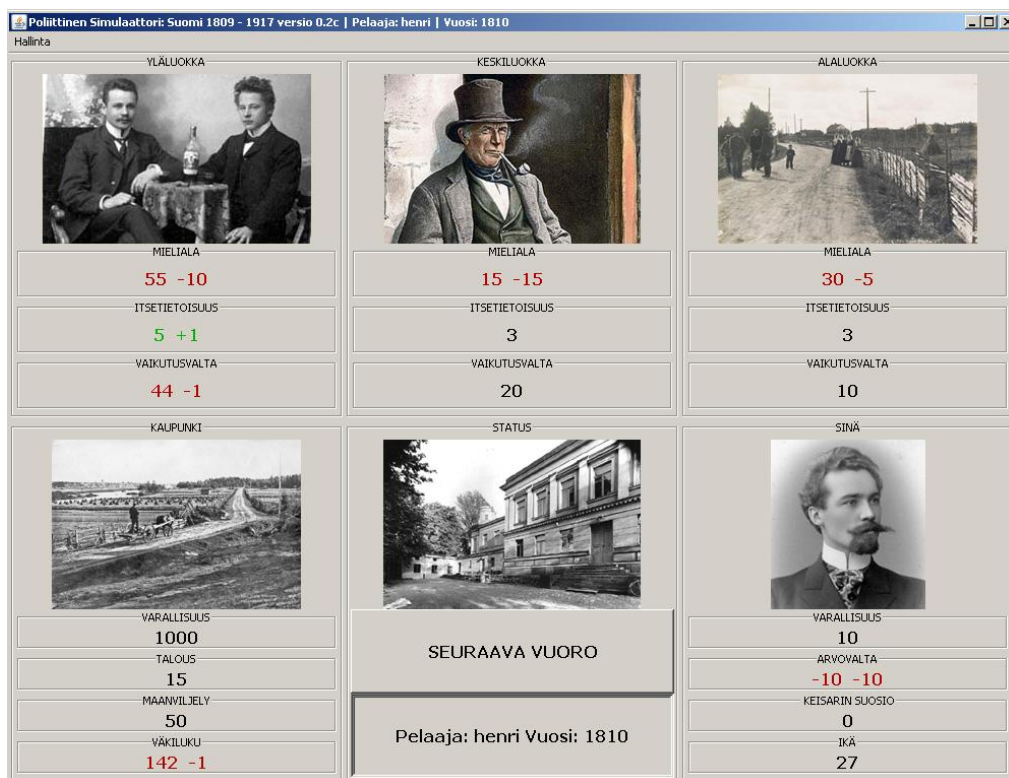 Poliittinen Simulaattori: Suomi 1809 - 1917 versio 0.2c | Pelaaja: henri | Vuosi: 1810
Hallinta
YLÄLUOKKA
MIELIALA
55 -10
ITSETIETOISUUS
5 +1
VAIKUTUSVALTA
44 -1
KESKILUOKKA
MIELIALA
15 -15
ITSETIETOISUUS
3
VAIKUTUSVALTA
20
ALALUOKKA
MIELIALA
30 -5
ITSETIETOISUUS
3
VAIKUTUSVALTA
10
KAUPUNKI
VARALLISUUS
1000
TALOUS
15
MAANVILJELY
50
VÄKILUKU
142 -1
STATUS
SEURAAVA VUORO
Pelaaja: henri Vuosi: 1810
SINÄ
VARALLISUUS
10
ARVOVALTA
-10 -10
KEISARIN SUOSIO
0
IKÄ
27